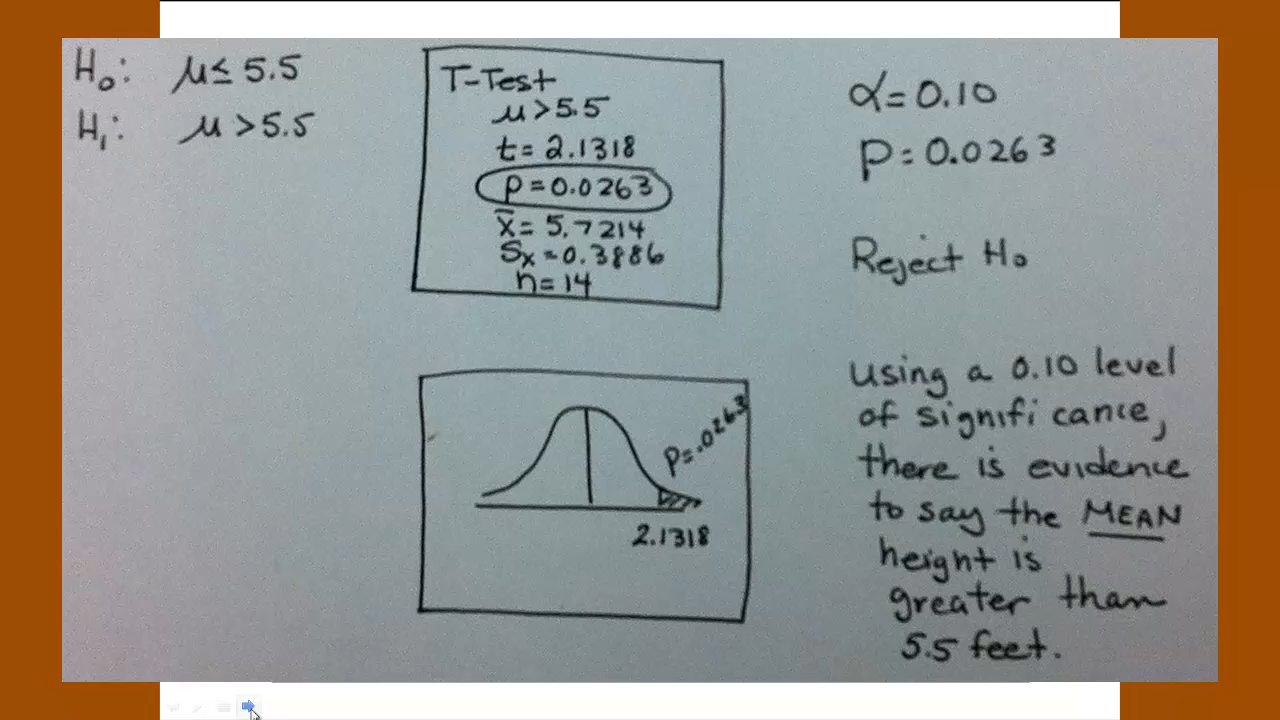 H₀: μ ≤ 5.5
H₁: μ > 5.5
T-Test
μ > 5.5
t = 2.1318
p = 0.0263
x̄ = 5.7214
Sx = 0.3886
n = 14
p = .0263
2.1318
α = 0.10
p = 0.0263
Reject H₀
using a 0.10 level
of significance,
there is evidence
to say the MEAN
height is
greater than
5.5 feet.